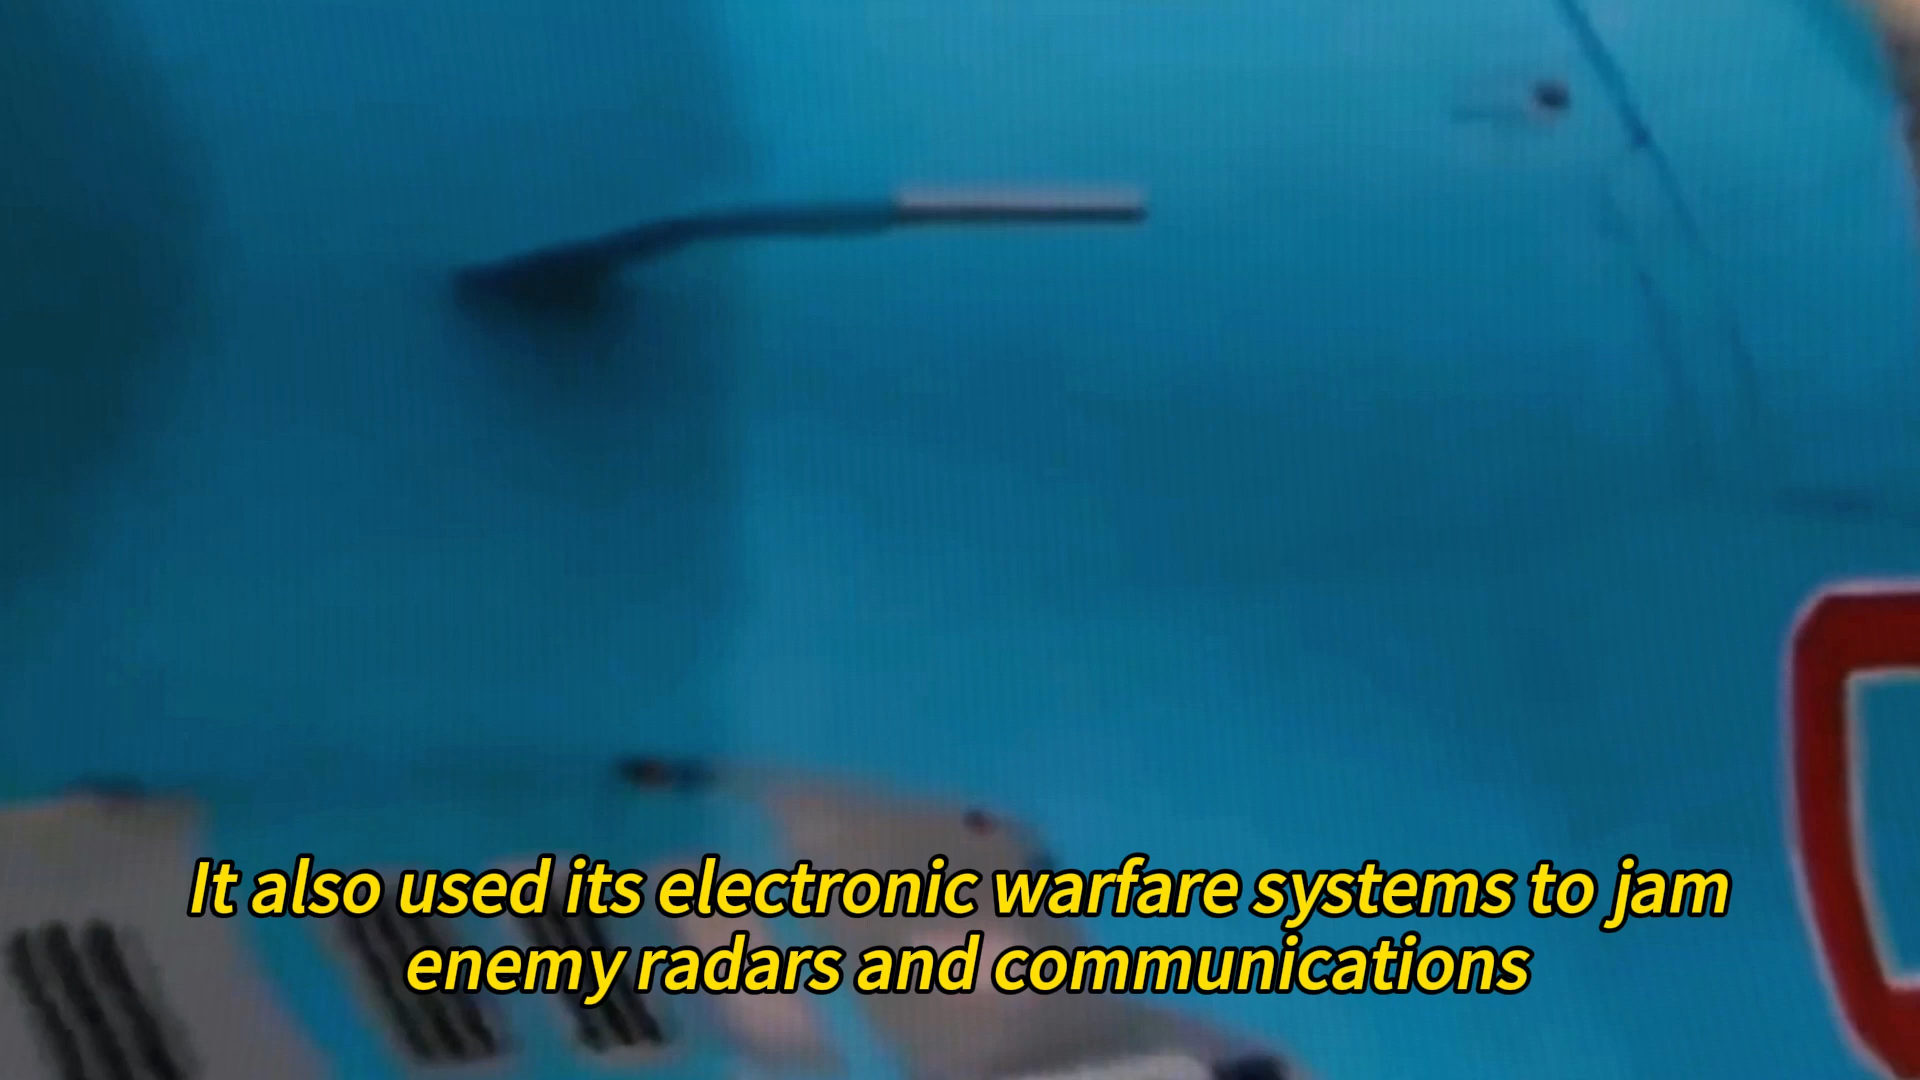 It also used its electronic warfare systems to jam
enemy radars and communications